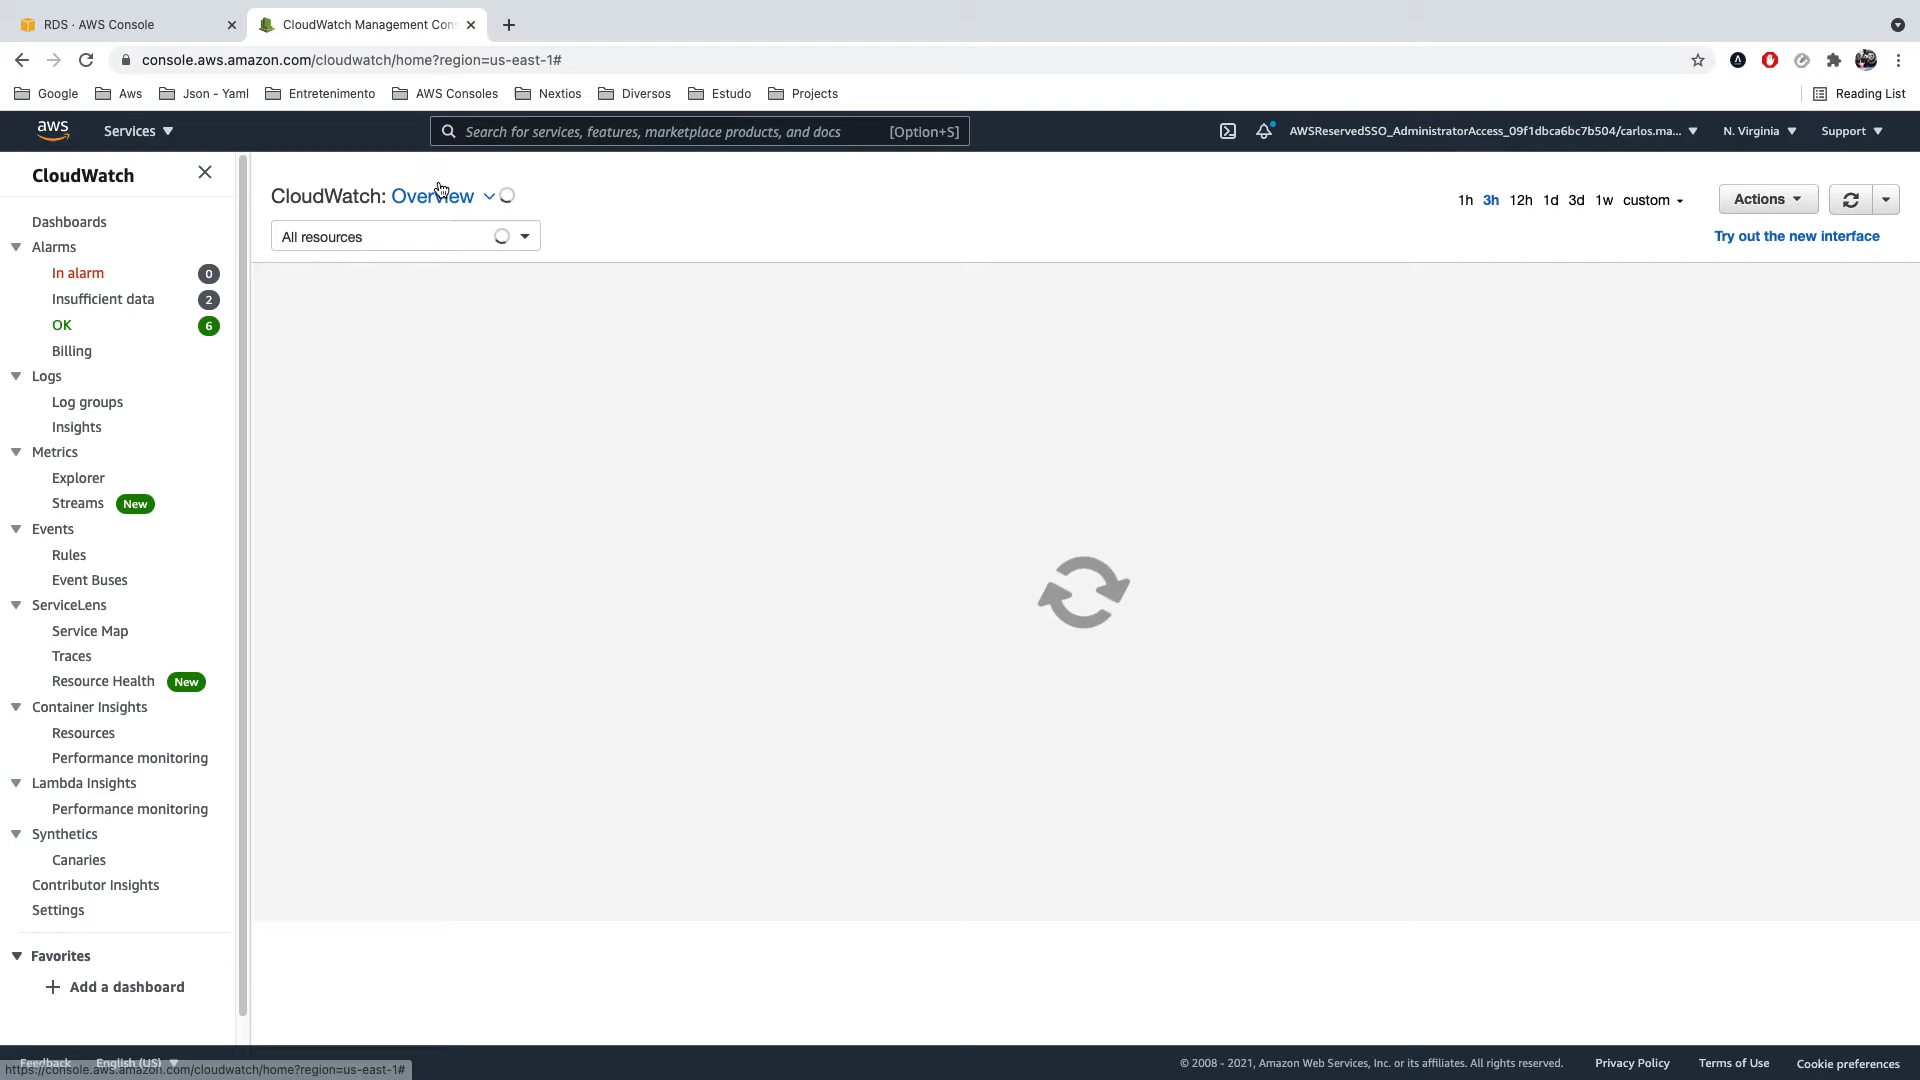 RDS · AWS Console
CloudWatch Management Con
console.aws.amazon.com/cloudwatch/home?region=us-east-1#
Google
Aws
Json - Yaml
Entretenimento
AWS Consoles
Nextios
Diversos
Estudo
Projects
Reading List
aws
Services
Search for services, features, marketplace products, and docs
[Option+S]
AWSReservedSSO_AdministratorAccess_09f1dbca6bc7b504/carlos.ma...
N. Virginia
Support
CloudWatch
Dashboards
Alarms
In alarm 0
Insufficient data 2
OK 6
Billing
Logs
Log groups
Insights
Metrics
Explorer
Streams New
Events
Rules
Event Buses
ServiceLens
Service Map
Traces
Resource Health New
Container Insights
Resources
Performance monitoring
Lambda Insights
Performance monitoring
Synthetics
Canaries
Contributor Insights
Settings
Favorites
Add a dashboard
CloudWatch: Overview
All resources
1h 3h 12h 1d 3d 1w custom
Actions
Try out the new interface
Feedback English (US)
https://console.aws.amazon.com/cloudwatch/home?region=us-east-1#
© 2008 - 2021, Amazon Web Services, Inc. or its affiliates. All rights reserved.
Privacy Policy
Terms of Use
Cookie preferences